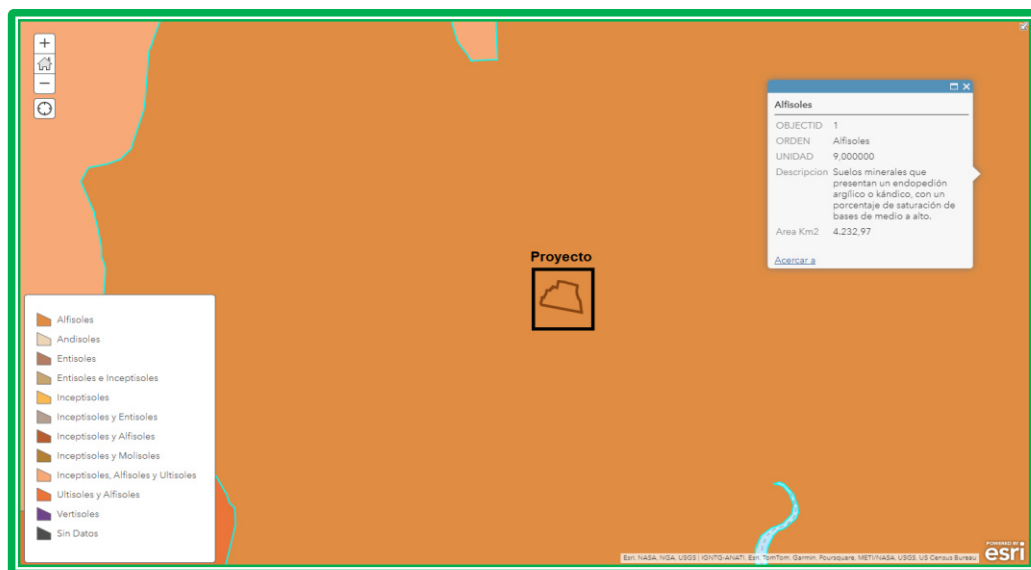 +
−
Alfisoles
OBJECTID 1
ORDEN Alfisoles
UNIDAD 9,000000
Descripcion Suelos minerales que
presentan un endopedión
argílico o kándico, con un
porcentaje de saturación de
bases de medio a alto.
Area Km2 4.232,97
Acercar a
Proyecto
Alfisoles
Andisoles
Entisoles
Entisoles e Inceptisoles
Inceptisoles
Inceptisoles y Entisoles
Inceptisoles y Alfisoles
Inceptisoles y Molisoles
Inceptisoles, Alfisoles y Ultisoles
Ultisoles y Alfisoles
Vertisoles
Sin Datos
Esri, NASA, NGA, USGS | IGNTG-ANATI, Esri, TomTom, Garmin, Foursquare, METI/NASA, USGS, US Census Bureau
POWERED BY
esri